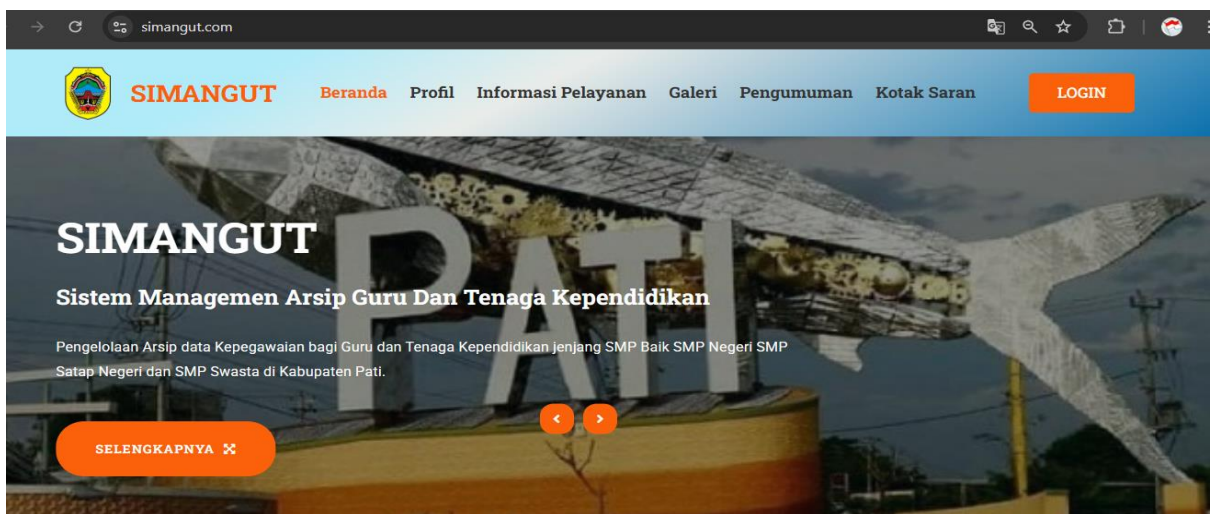 simangut.com
SIMANGUT
Beranda Profil Informasi Pelayanan Galeri Pengumuman Kotak Saran
LOGIN
PATI
SIMANGUT
Sistem Managemen Arsip Guru Dan Tenaga Kependidikan
Pengelolaan Arsip data Kepegawaian bagi Guru dan Tenaga Kependidikan jenjang SMP Baik SMP Negeri SMP
Satap Negeri dan SMP Swasta di Kabupaten Pati.
SELENGKAPNYA